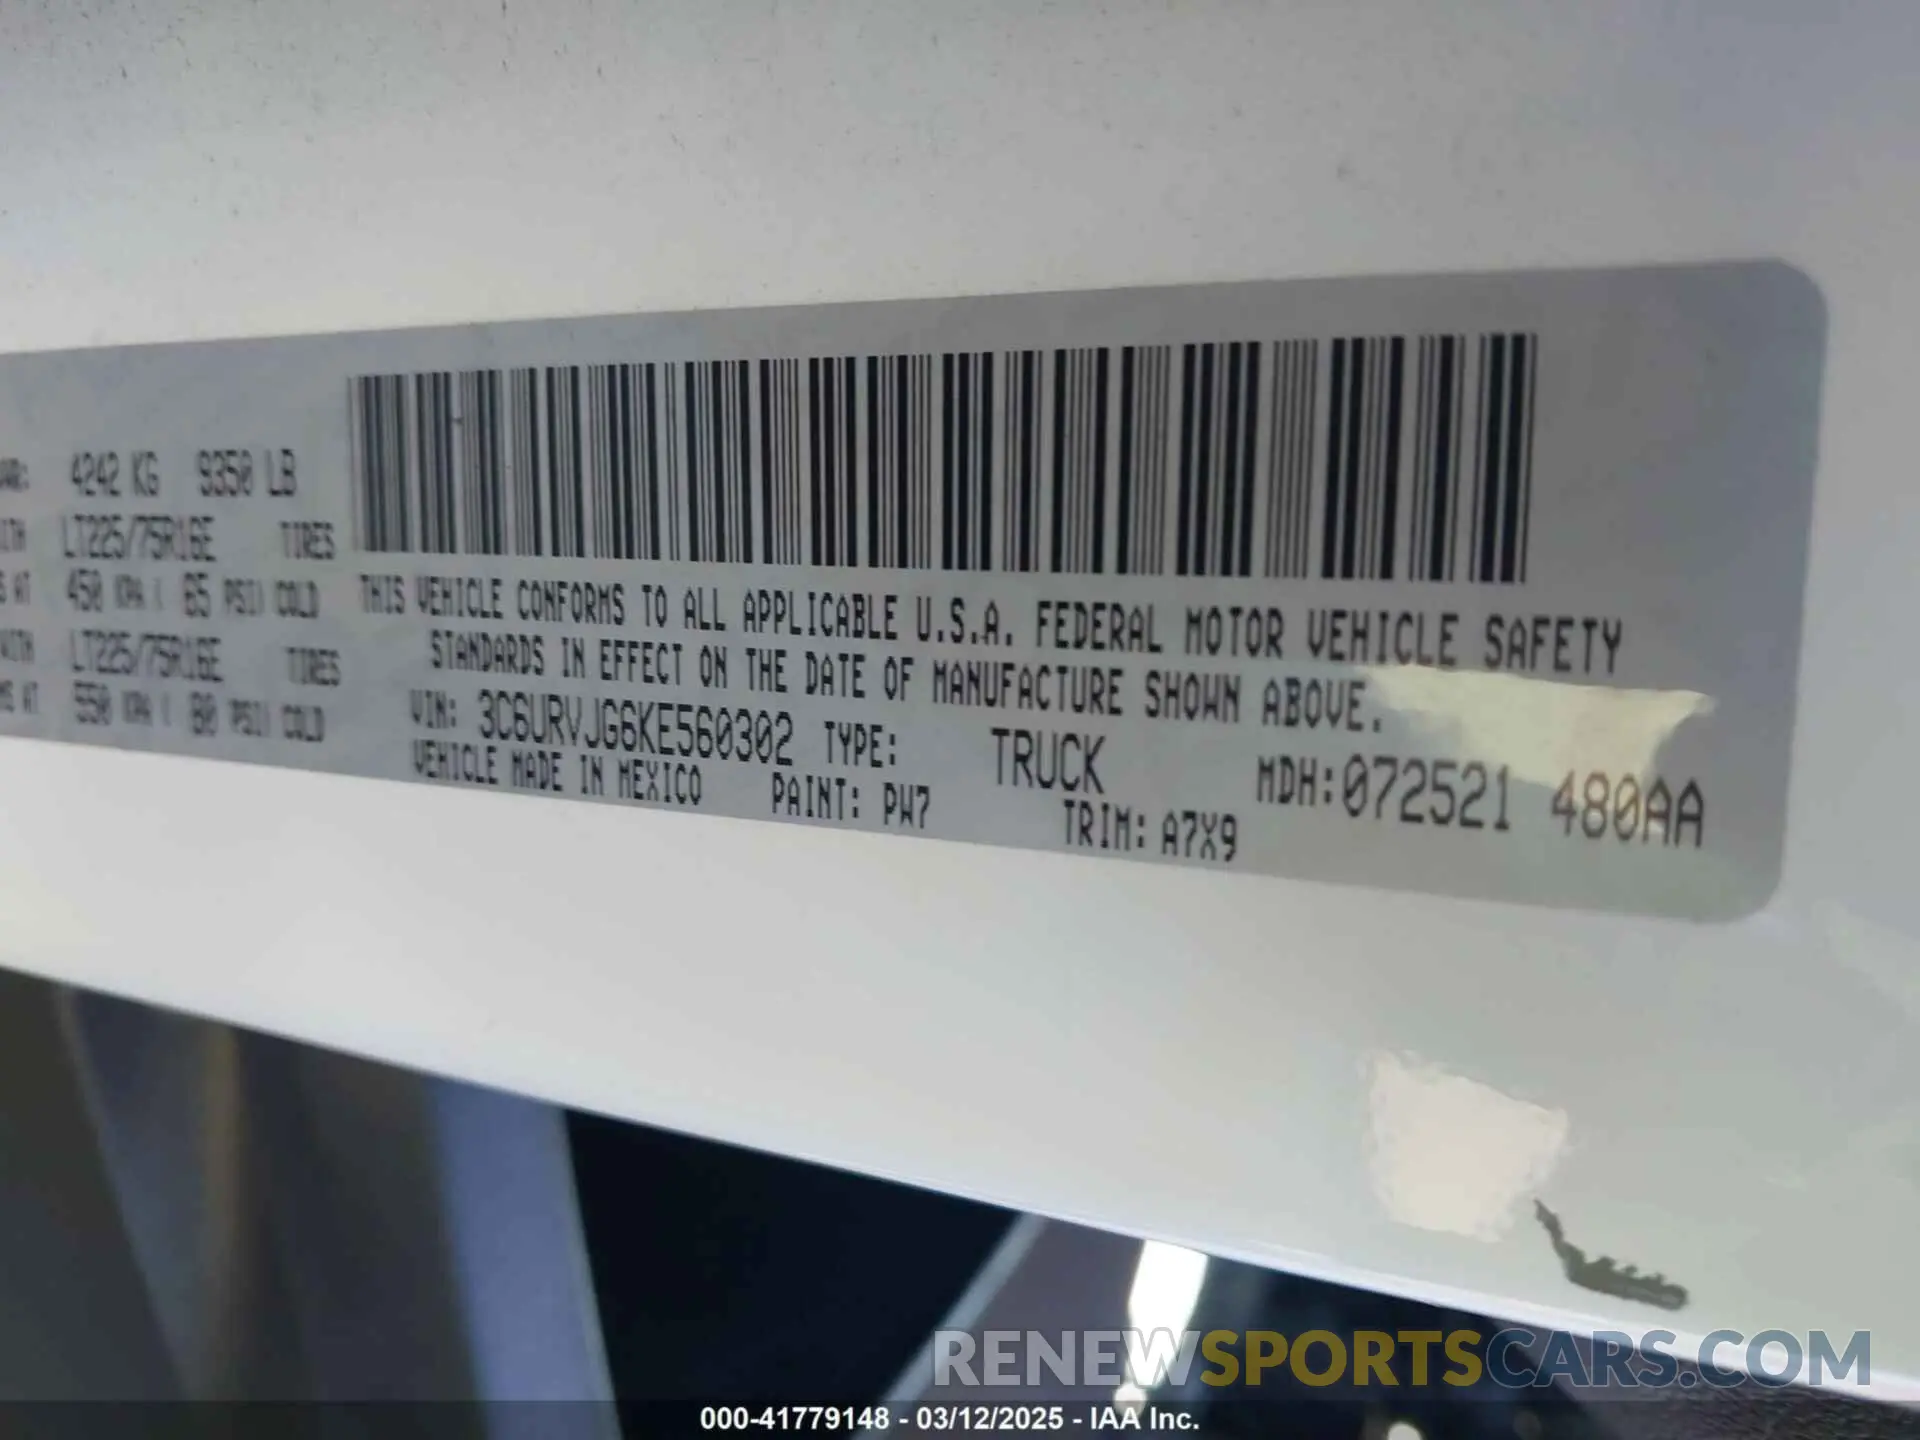 4242 KG 9350 LB
LT225/75R16E TIRES
AT 450 KPA ( 65 PSI) COLD
LT225/75R16E TIRES
AT 550 KPA ( 80 PSI) COLD
THIS VEHICLE CONFORMS TO ALL APPLICABLE U.S.A. FEDERAL MOTOR VEHICLE SAFETY
STANDARDS IN EFFECT ON THE DATE OF MANUFACTURE SHOWN ABOVE.
VIN: 3C6URVJG6KE560302 TYPE: TRUCK MDH:072521 480AA
VEHICLE MADE IN MEXICO PAINT: PW7 TRIM: A7X9
RENEWSPORTSCARS.COM
000-41779148 - 03/12/2025 - IAA Inc.